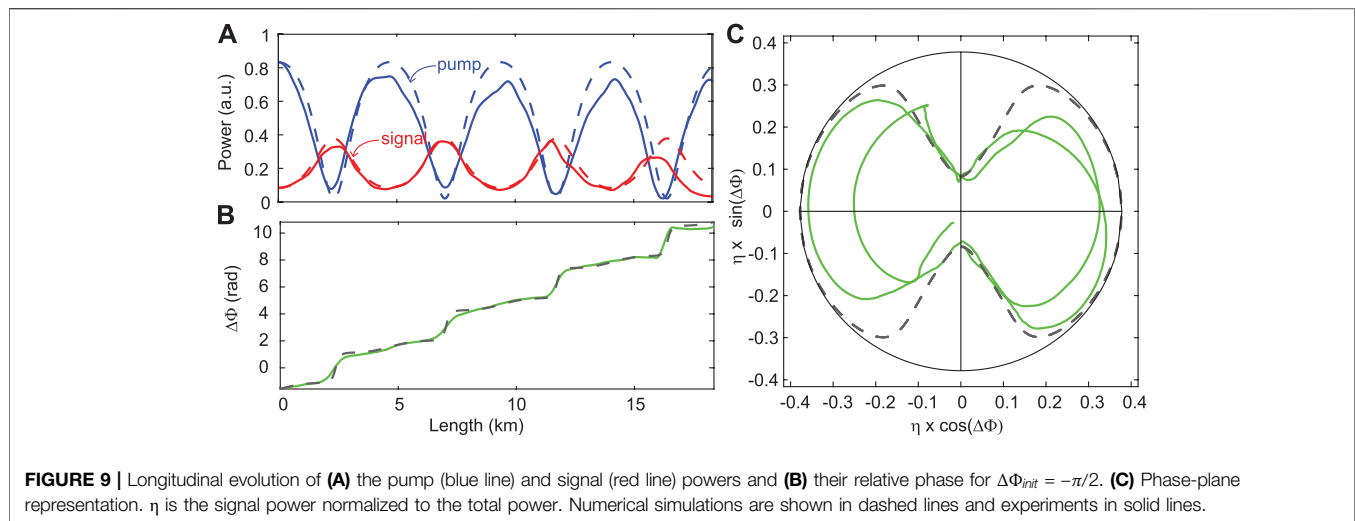 A
1
0.8
0.6
0.4
0.2
0
Power (a.u.)
pump
signal
B
10
8
6
4
2
0
ΔΦ (rad)
0 5 10 15
Length (km)
C
0.4
0.3
0.2
0.1
0
-0.1
-0.2
-0.3
-0.4
η x sin(ΔΦ)
-0.4 -0.3 -0.2 -0.1 0 0.1 0.2 0.3 0.4
η x cos(ΔΦ)
FIGURE 9 | Longitudinal evolution of (A) the pump (blue line) and signal (red line) powers and (B) their relative phase for ΔΦinit = −π/2. (C) Phase-plane
representation. η is the signal power normalized to the total power. Numerical simulations are shown in dashed lines and experiments in solid lines.